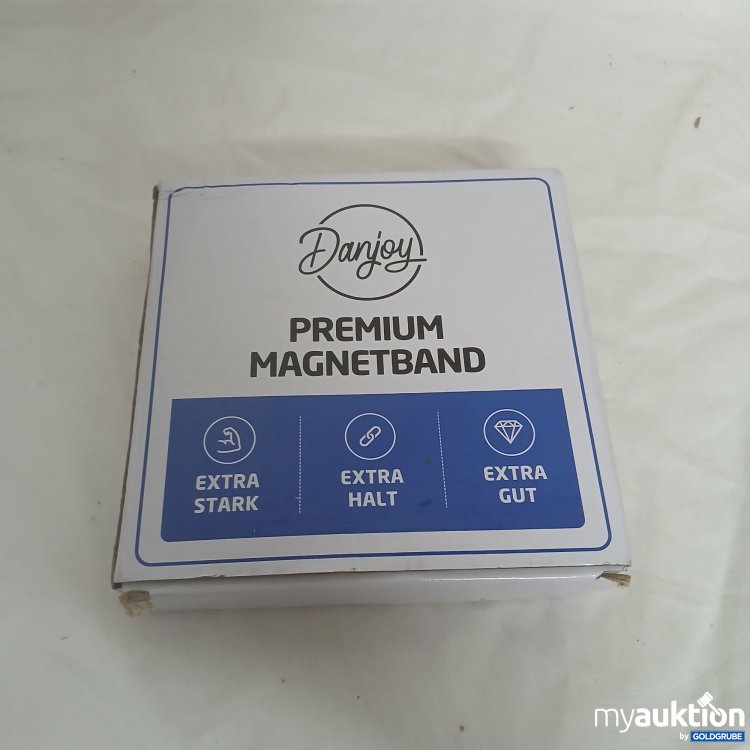 Danjoy
PREMIUM
MAGNETBAND
EXTRA
STARK
EXTRA
HALT
EXTRA
GUT
myauktion
by GOLDGRUBE